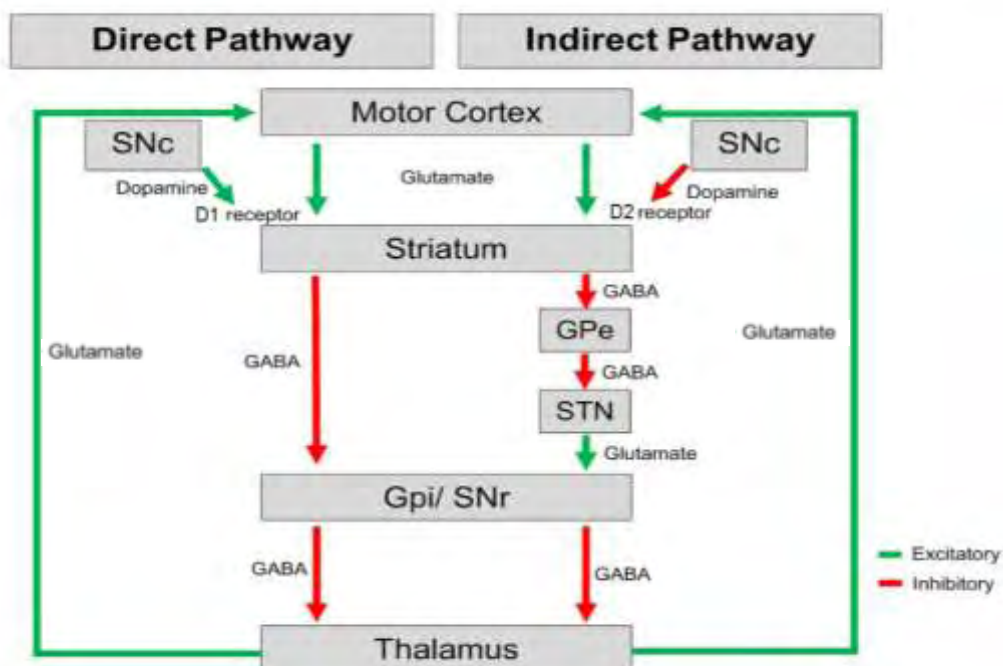 Direct Pathway
Indirect Pathway
Motor Cortex
SNc
SNc
Glutamate
Dopamine
Dopamine
D1 receptor
D2 receptor
Striatum
GABA
GPe
Glutamate
GABA
GABA
Glutamate
STN
Glutamate
Gpi/ SNr
GABA
GABA
Excitatory
Inhibitory
Thalamus